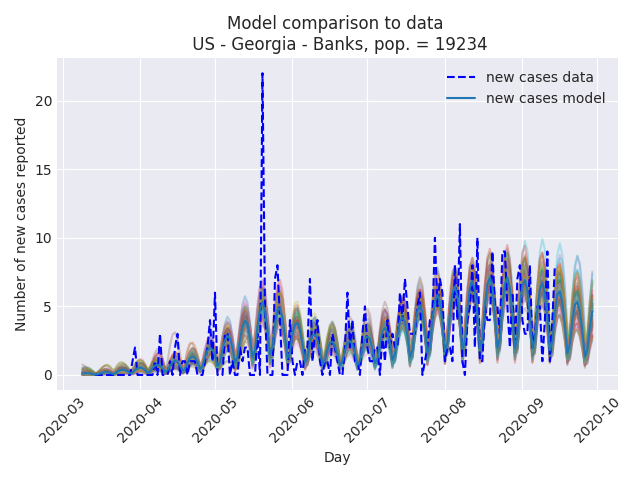 Model comparison to data
US - Georgia - Banks, pop. = 19234
new cases data
new cases model
Number of new cases reported
20
15
10
5
0
2020-03
2020-04
2020-05
2020-06
2020-07
2020-08
2020-09
2020-10
Day